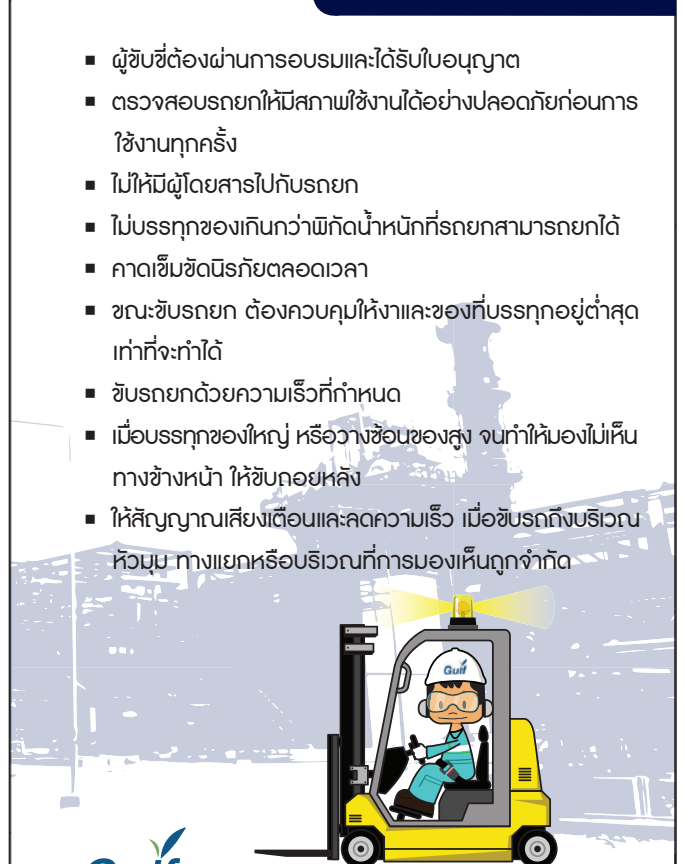 ▪ ผู้ขับขี่ต้องผ่านการอบรมและได้รับใบอนุญาต
▪ ตรวจสอบรถยกให้มีสภาพใช้งานได้อย่างปลอดภัยก่อนการ
ใช้งานทุกครั้ง
▪ ไม่ให้มีผู้โดยสารไปกับรถยก
▪ ไม่บรรทุกของเกินกว่าพิกัดน้ำหนักที่รถยกสามารถยกได้
▪ คาดเข็มขัดนิรภัยตลอดเวลา
▪ ขณะขับรถยก ต้องควบคุมให้งาและของที่บรรทุกอยู่ต่ำสุด
เท่าที่จะทำได้
▪ ขับรถยกด้วยความเร็วที่กำหนด
▪ เมื่อบรรทุกของใหญ่ หรือวางซ้อนของสูง จนทำให้มองไม่เห็น
ทางข้างหน้า ให้ขับถอยหลัง
▪ ให้สัญญาณเสียงเตือนและลดความเร็ว เมื่อขับรถถึงบริเวณ
หัวมุม ทางแยกหรือบริเวณที่การมองเห็นถูกจำกัด
Gulf
Gulf